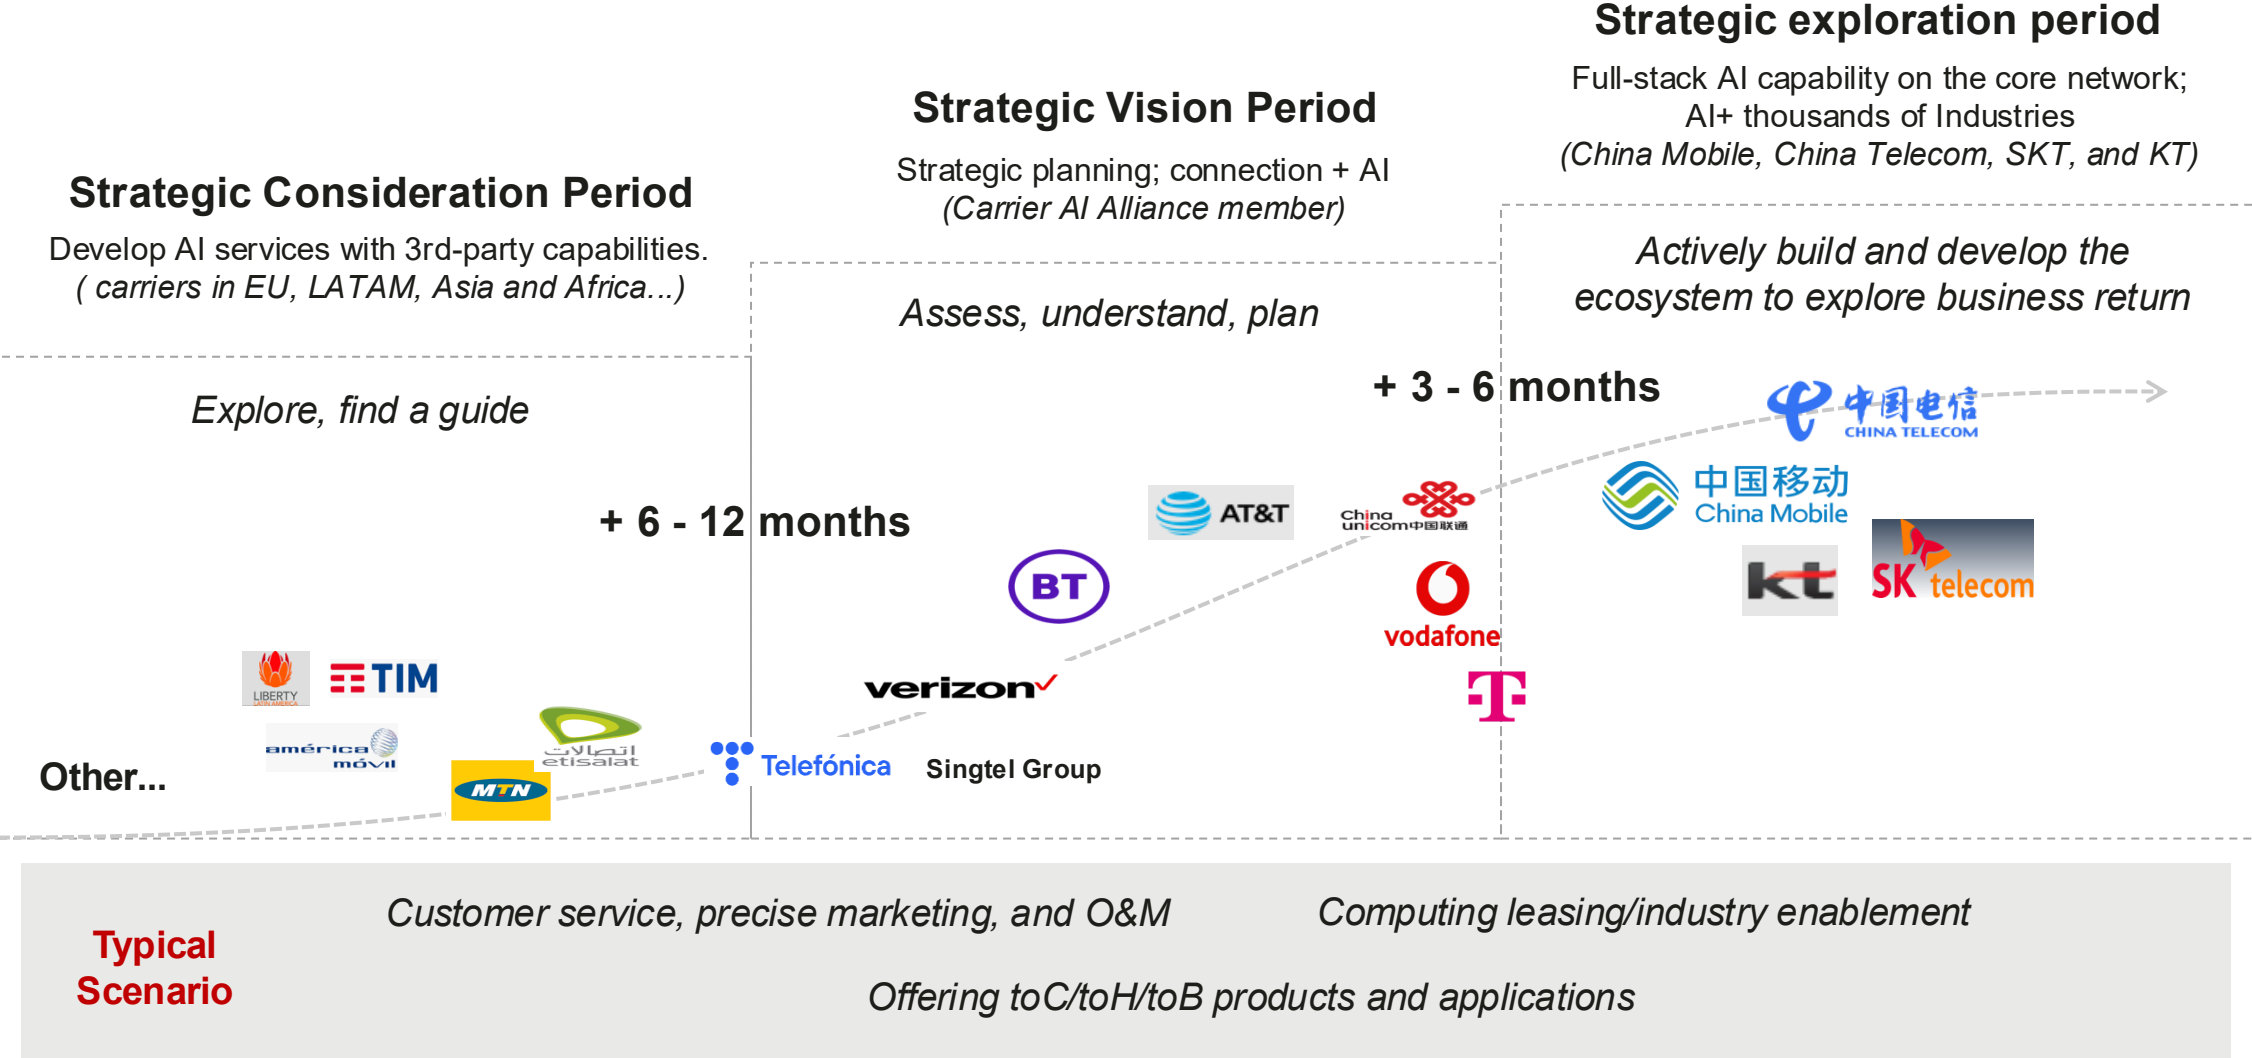 Strategic exploration period
Full-stack AI capability on the core network;
AI+ thousands of Industries
(China Mobile, China Telecom, SKT, and KT)
Strategic Vision Period
Strategic planning; connection + AI
(Carrier AI Alliance member)
Strategic Consideration Period
Develop AI services with 3rd-party capabilities.
( carriers in EU, LATAM, Asia and Africa...)
Explore, find a guide
Assess, understand, plan
Actively build and develop the
ecosystem to explore business return
+ 6 - 12 months
+ 3 - 6 months
Other...
LIBERTY
LATIN AMERICA
TIM
américa
móvil
MTN
اتصالات
etisalat
Telefónica
Singtel Group
verizon
BT
AT&T
China
unicom中国联通
vodafone
T
中国电信
CHINA TELECOM
中国移动
China Mobile
kt
SK telecom
Typical
Scenario
Customer service, precise marketing, and O&M
Computing leasing/industry enablement
Offering toC/toH/toB products and applications